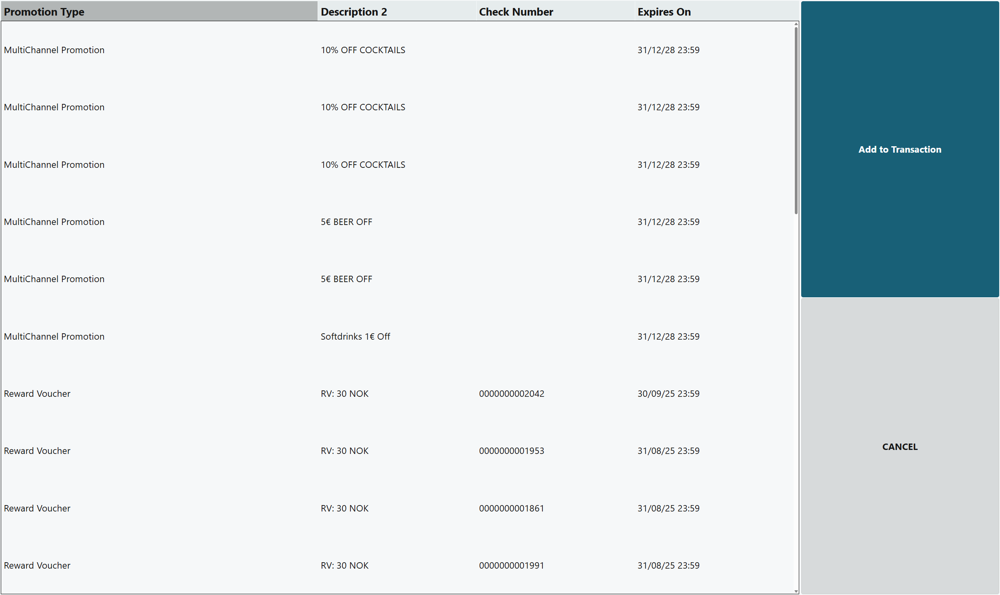 Promotion Type Description 2 Check Number Expires On
MultiChannel Promotion 10% OFF COCKTAILS 31/12/28 23:59
MultiChannel Promotion 10% OFF COCKTAILS 31/12/28 23:59
MultiChannel Promotion 10% OFF COCKTAILS 31/12/28 23:59
MultiChannel Promotion 5€ BEER OFF 31/12/28 23:59
MultiChannel Promotion 5€ BEER OFF 31/12/28 23:59
MultiChannel Promotion Softdrinks 1€ Off 31/12/28 23:59
Reward Voucher RV: 30 NOK 0000000002042 30/09/25 23:59
Reward Voucher RV: 30 NOK 0000000001953 31/08/25 23:59
Reward Voucher RV: 30 NOK 0000000001861 31/08/25 23:59
Reward Voucher RV: 30 NOK 0000000001991 31/08/25 23:59
Add to Transaction
CANCEL